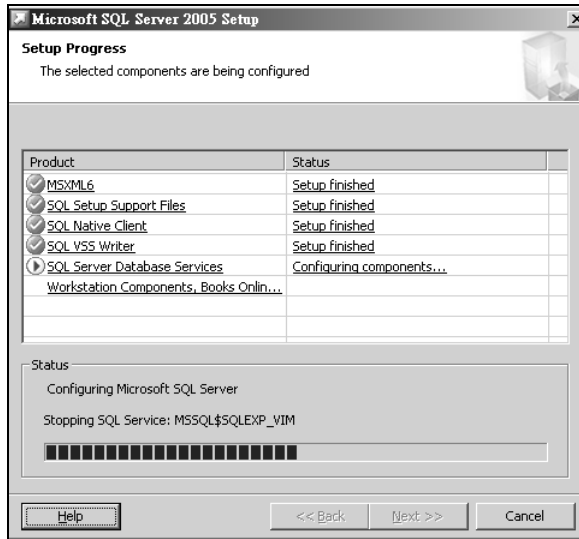 Microsoft SQL Server 2005 Setup
Setup Progress
The selected components are being configured
Product Status
MSXML6 Setup finished
SQL Setup Support Files Setup finished
SQL Native Client Setup finished
SQL VSS Writer Setup finished
SQL Server Database Services Configuring components...
Workstation Components, Books Onlin...
Status
Configuring Microsoft SQL Server
Stopping SQL Service: MSSQL$SQLEXP_VIM
Help << Back Next >> Cancel